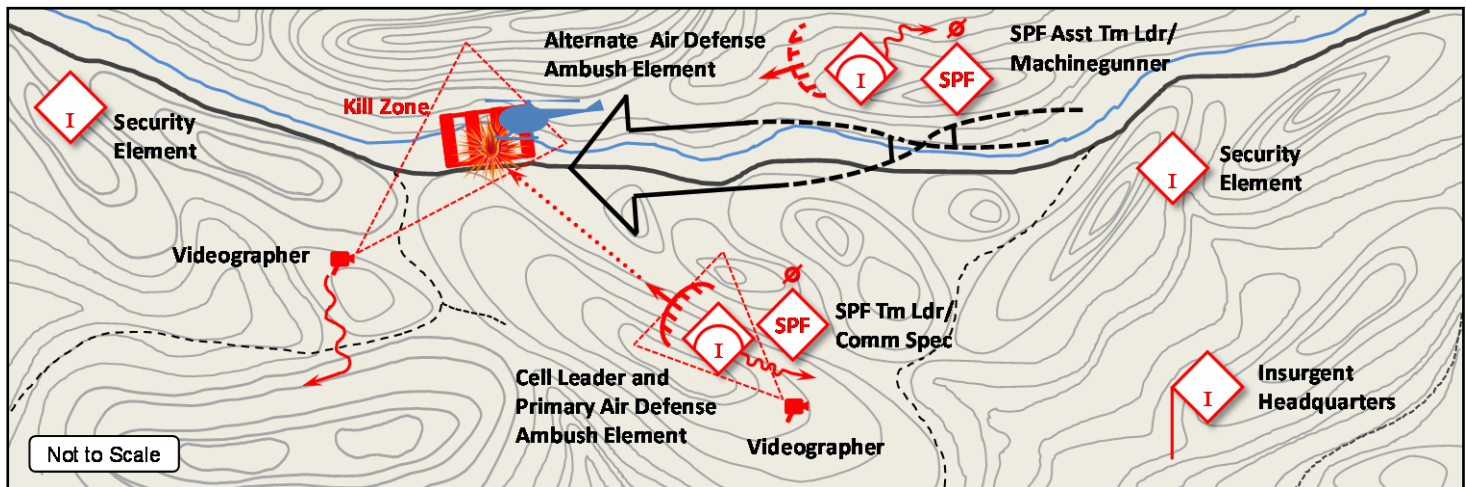 Alternate Air Defense
Ambush Element
SPF Asst Tm Ldr/
Machinegunner
I
SPF
Kill Zone
I
Security
Element
I
Security
Element
Videographer
I
SPF
SPF Tm Ldr/
Comm Spec
Cell Leader and
Primary Air Defense
Ambush Element
Videographer
I
Insurgent
Headquarters
Not to Scale